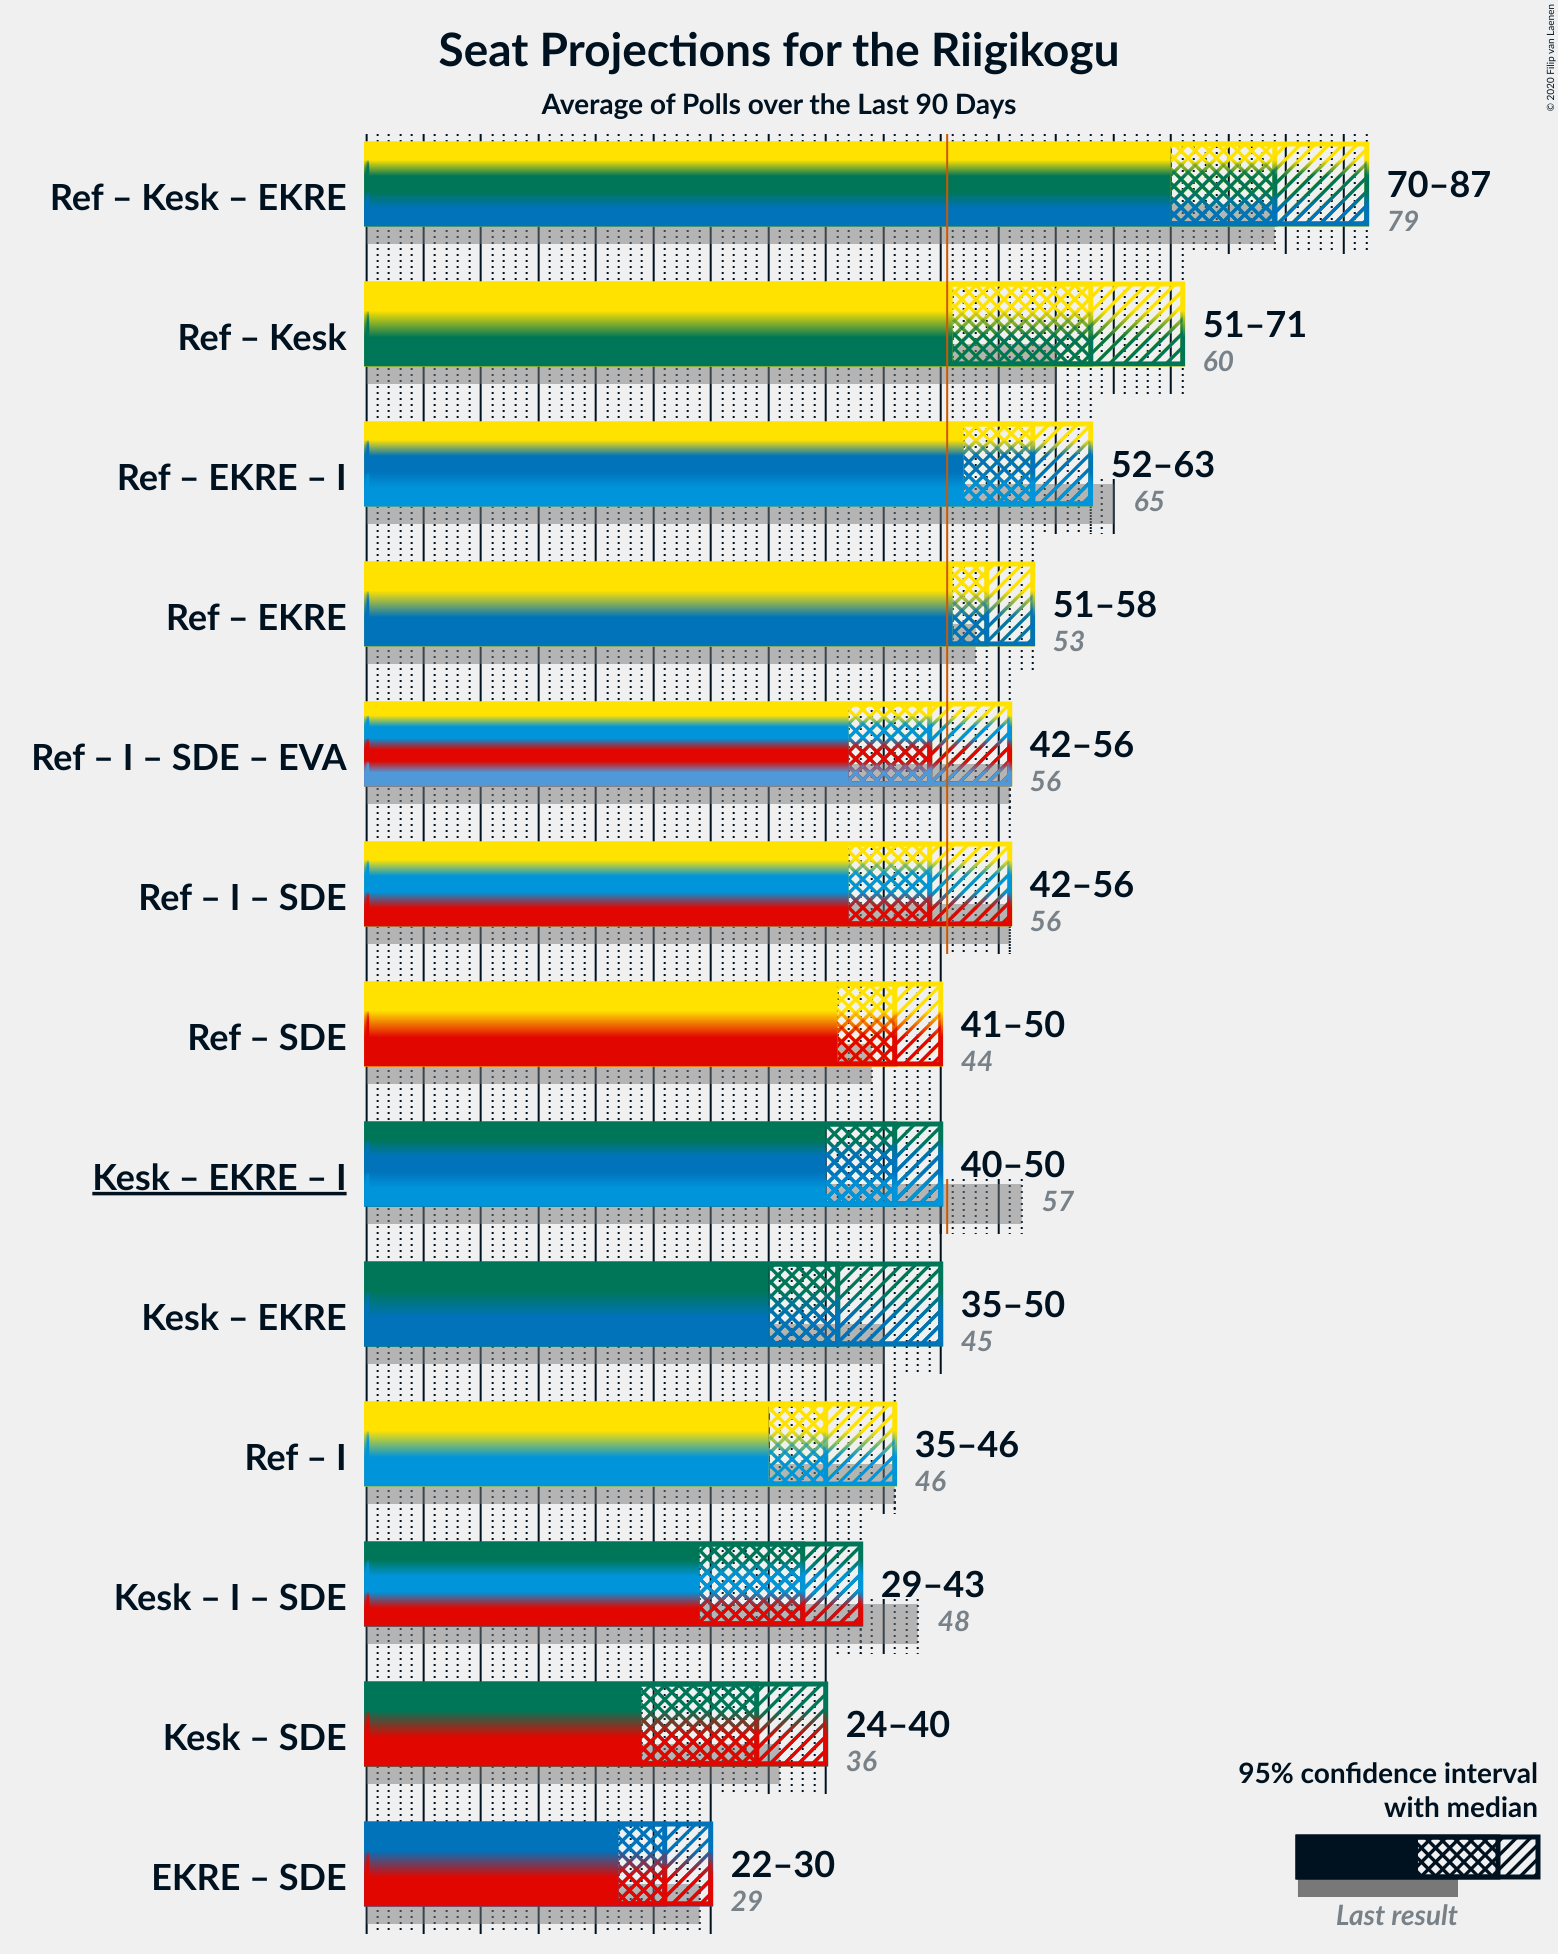 Seat Projections for the Riigikogu
Average of Polls over the Last 90 Days
© 2020 Filip van Laenen
Ref – Kesk – EKRE
70–87
79
Ref – Kesk
51–71
60
Ref – EKRE – I
52–63
65
Ref – EKRE
51–58
53
Ref – I – SDE – EVA
42–56
56
Ref – I – SDE
42–56
56
Ref – SDE
41–50
44
Kesk – EKRE – I
40–50
57
Kesk – EKRE
35–50
45
Ref – I
35–46
46
Kesk – I – SDE
29–43
48
Kesk – SDE
24–40
36
EKRE – SDE
22–30
29
95% confidence interval
with median
Last result